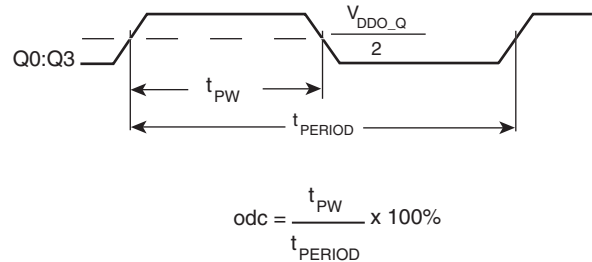 V_DDO_Q
2
Q0:Q3
t_PW
t_PERIOD
odc = t_PW / t_PERIOD x 100%